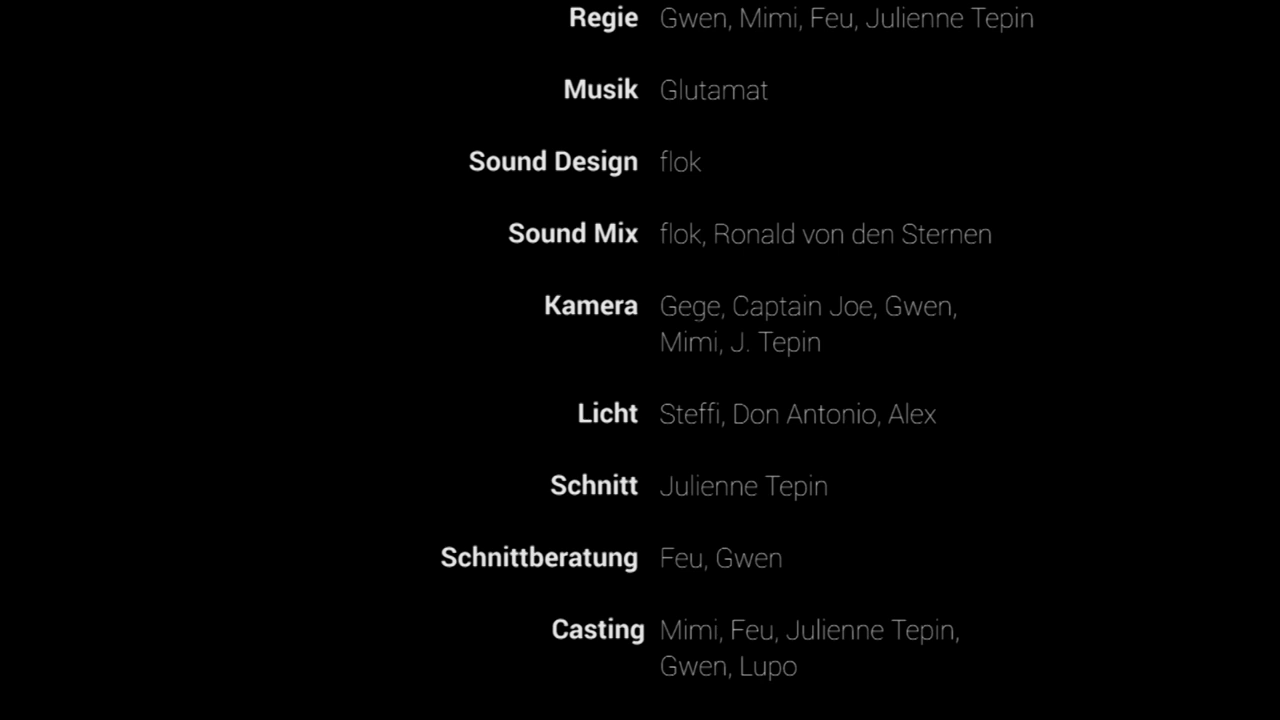 Regie Gwen, Mimi, Feu, Julienne Tepin
Musik Glutamat
Sound Design flok
Sound Mix flok, Ronald von den Sternen
Kamera Gege, Captain Joe, Gwen,
Mimi, J. Tepin
Licht Steffi, Don Antonio, Alex
Schnitt Julienne Tepin
Schnittberatung Feu, Gwen
Casting Mimi, Feu, Julienne Tepin,
Gwen, Lupo